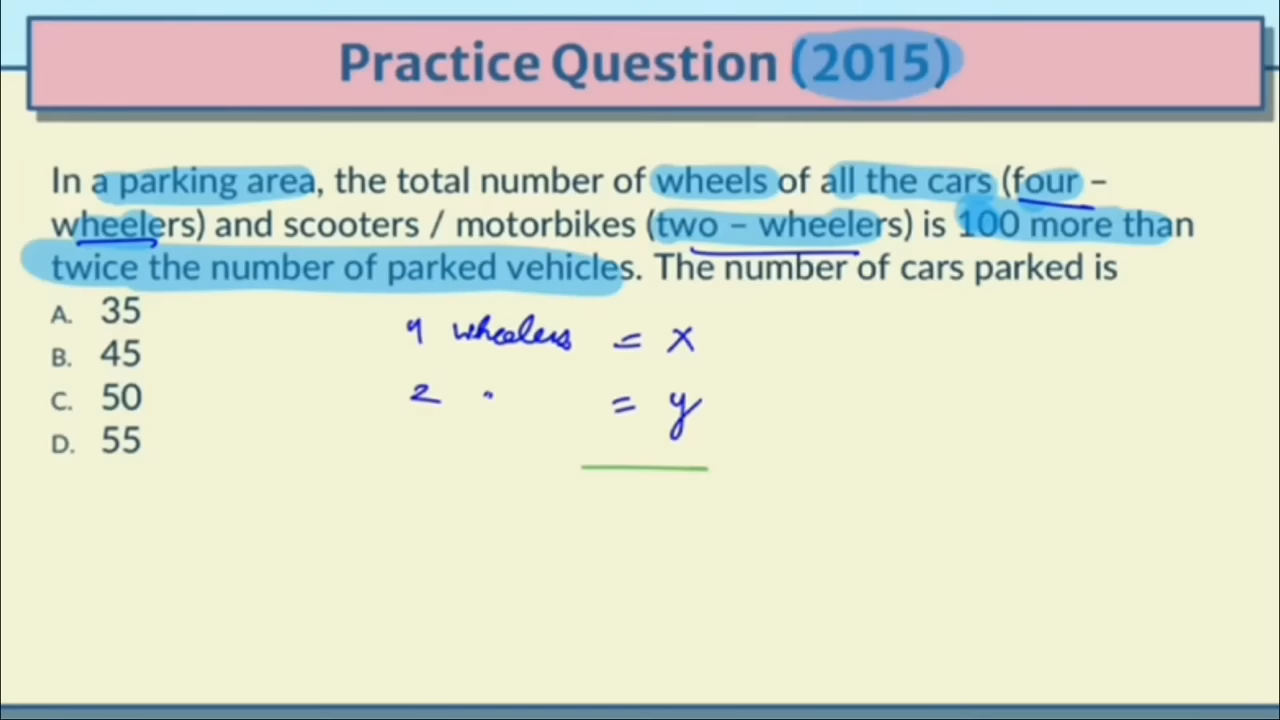 Practice Question (2015)
In a parking area, the total number of wheels of all the cars (four –
wheelers) and scooters / motorbikes (two – wheelers) is 100 more than
twice the number of parked vehicles. The number of cars parked is
A. 35
B. 45
C. 50
D. 55
4 wheelers = x
2 " = y